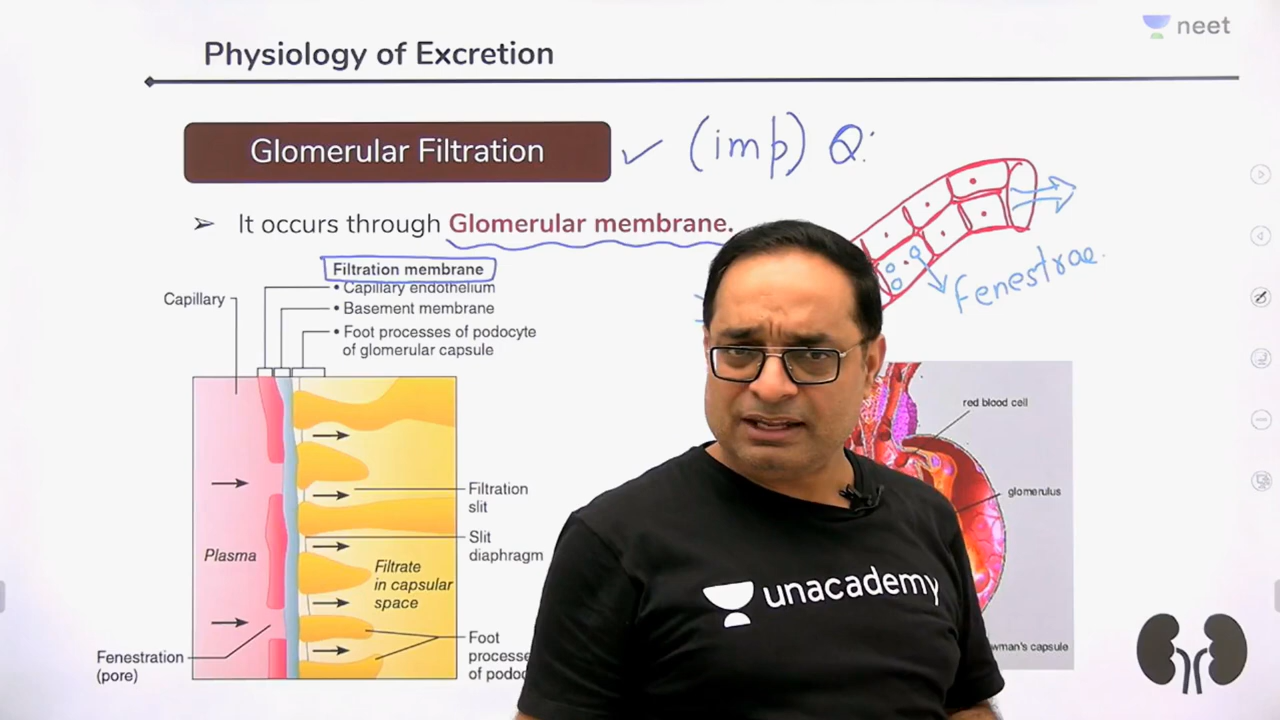 neet
Physiology of Excretion
Glomerular Filtration
(imp) Q:
➢ It occurs through Glomerular membrane.
Filtration membrane
• Capillary endothelium
• Basement membrane
• Foot processes of podocyte
of glomerular capsule
Capillary
Fenestrae.
red blood cell
glomerulus
Filtration
slit
Slit
diaphragm
Plasma
Filtrate
in capsular
space
Foot
Fenestration
(pore)
of
capsule
unacademy